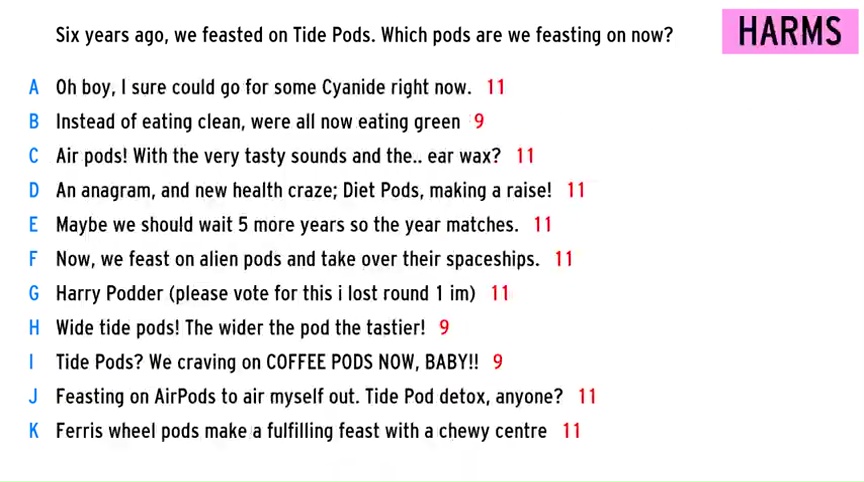 Six years ago, we feasted on Tide Pods. Which pods are we feasting on now?
HARMS
A Oh boy, I sure could go for some Cyanide right now. 11
B Instead of eating clean, were all now eating green 9
C Air pods! With the very tasty sounds and the.. ear wax? 11
D An anagram, and new health craze; Diet Pods, making a raise! 11
E Maybe we should wait 5 more years so the year matches. 11
F Now, we feast on alien pods and take over their spaceships. 11
G Harry Podder (please vote for this i lost round 1 im) 11
H Wide tide pods! The wider the pod the tastier! 9
I Tide Pods? We craving on COFFEE PODS NOW, BABY!! 9
J Feasting on AirPods to air myself out. Tide Pod detox, anyone? 11
K Ferris wheel pods make a fulfilling feast with a chewy centre 11